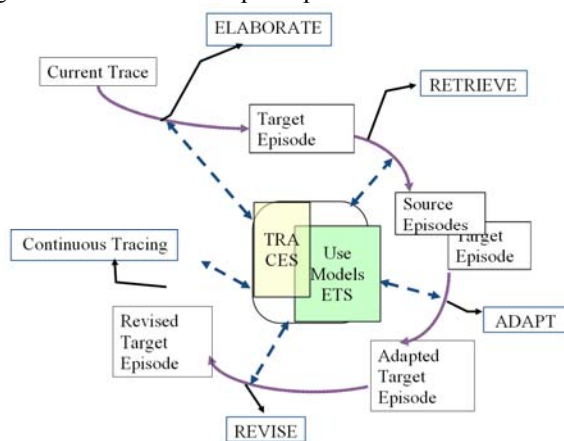 ELABORATE
Current Trace
RETRIEVE
Target
Episode
Source
Episodes
Target
Episode
TRA
CES
Use
Models
ETS
Continuous Tracing
ADAPT
Revised
Target
Episode
Adapted
Target
Episode
REVISE